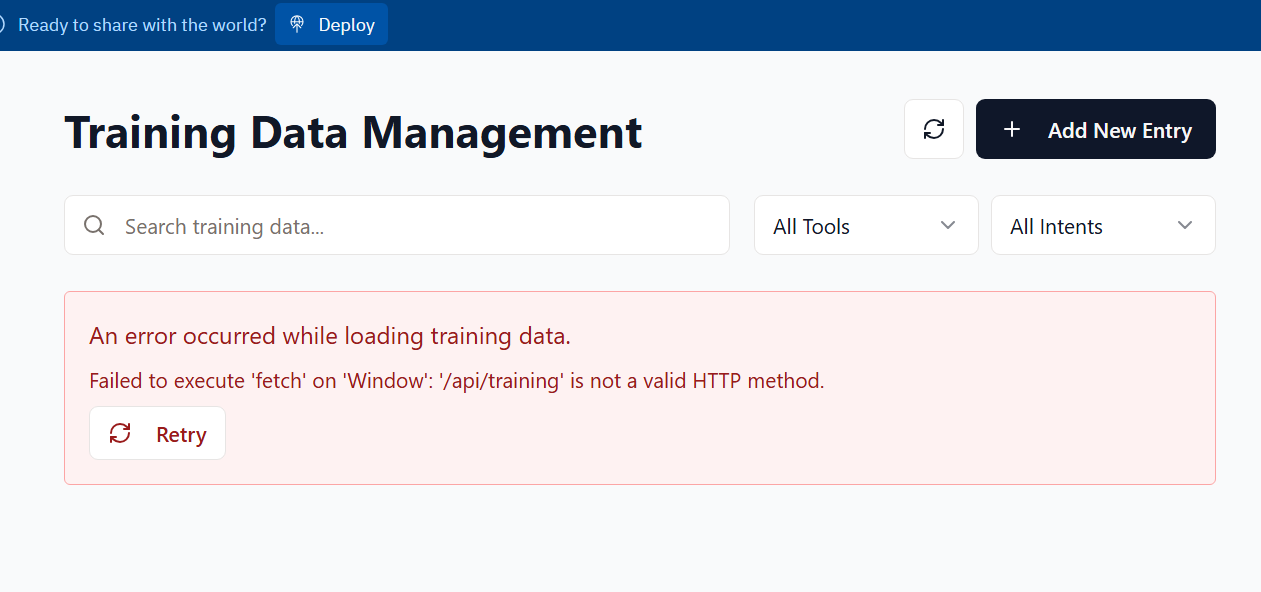 Ready to share with the world? Deploy
Training Data Management
Add New Entry
Search training data...
All Tools
All Intents
An error occurred while loading training data.
Failed to execute 'fetch' on 'Window': '/api/training' is not a valid HTTP method.
Retry